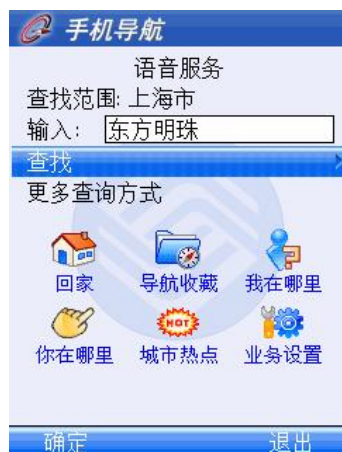 手机导航
语音服务
查找范围: 上海市
输入: 东方明珠
查找
更多查询方式
回家 导航收藏 我在哪里
HOT
你在哪里 城市热点 业务设置
确定 退出